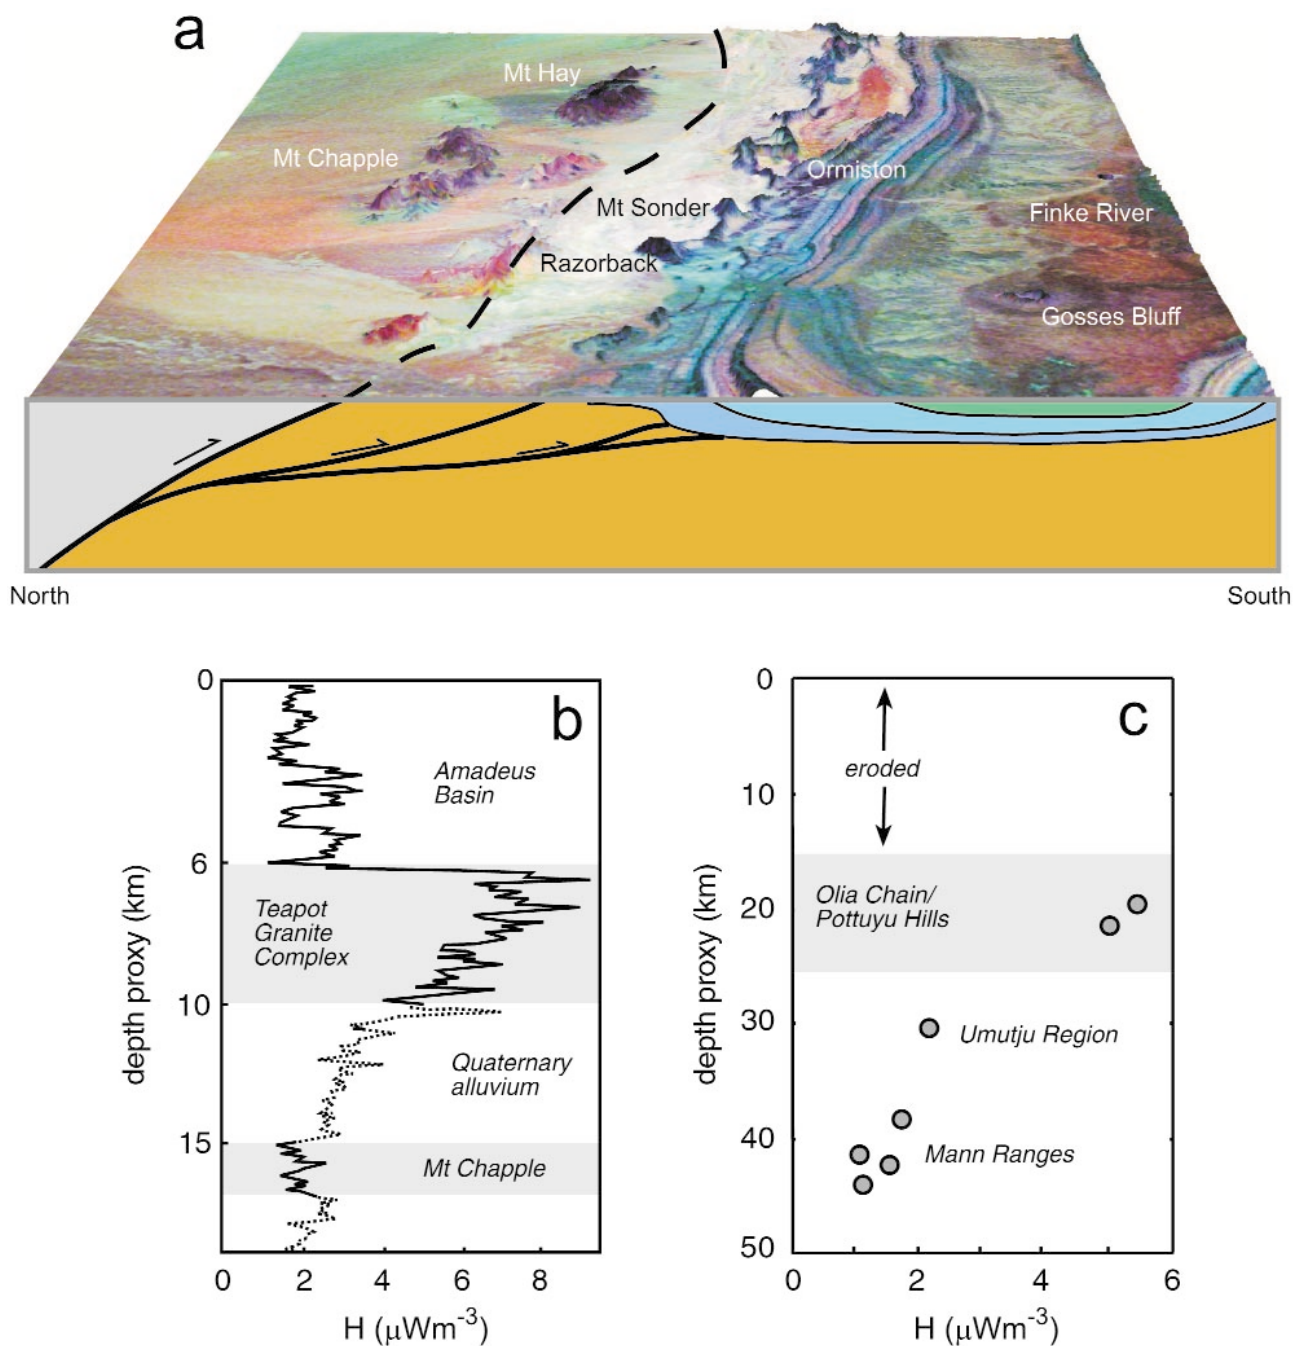 a
Mt Hay
Mt Chapple
Ormiston
Mt Sonder
Finke River
Razorback
Gosses Bluff
North
South
b
0
6
10
15
depth proxy (km)
Amadeus
Basin
Teapot
Granite
Complex
Quaternary
alluvium
Mt Chapple
0 2 4 6 8
H (μWm-3)
c
0
10
20
30
40
50
depth proxy (km)
eroded
Olia Chain/
Pottuyu Hills
Umutju Region
Mann Ranges
0 2 4 6
H (μWm-3)